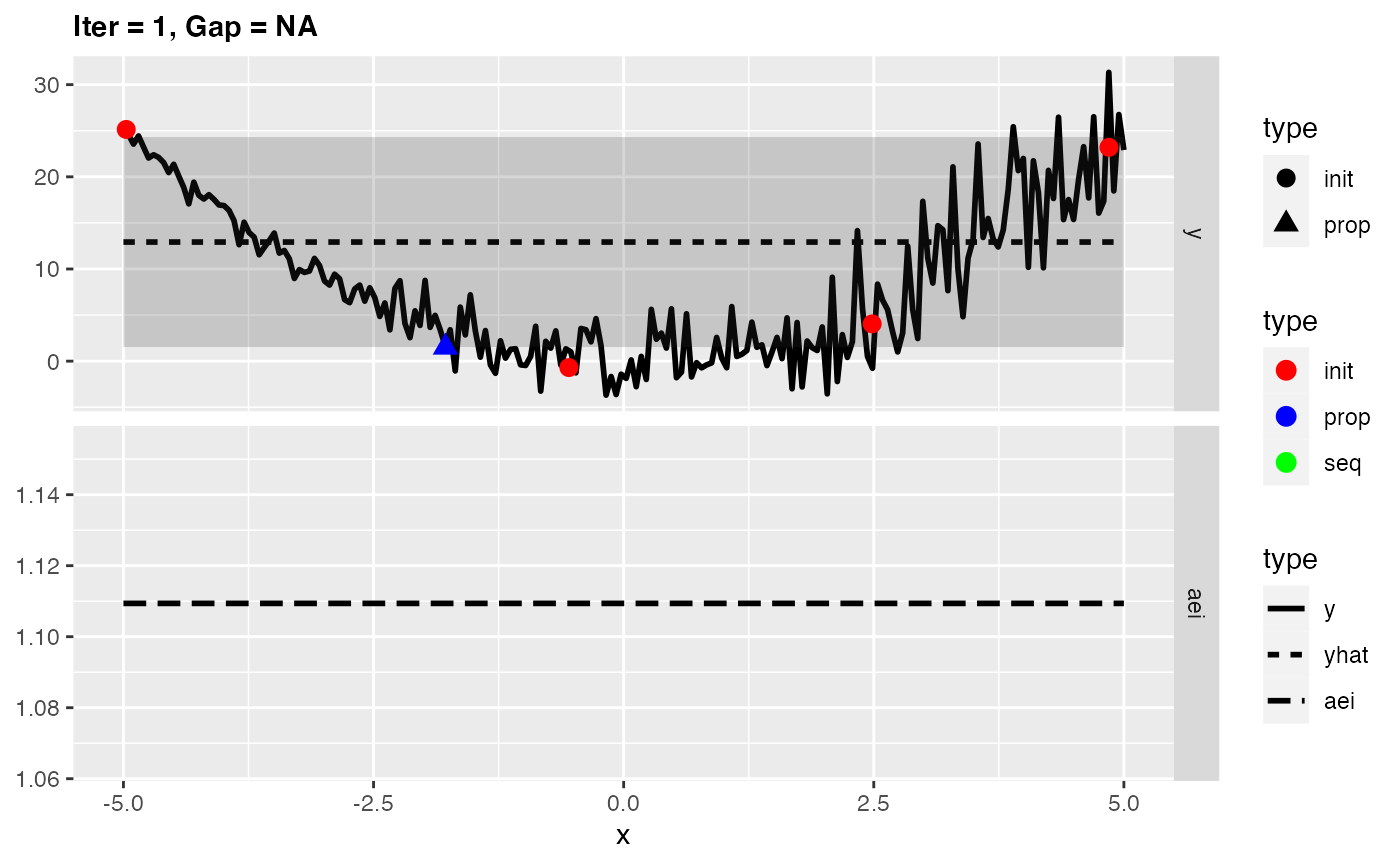 Iter = 1, Gap = NA
30
20
10
0
y
1.14
1.12
1.10
1.08
1.06
aei
-5.0
-2.5
0.0
2.5
5.0
x
type
init
prop
type
init
prop
seq
type
y
yhat
aei